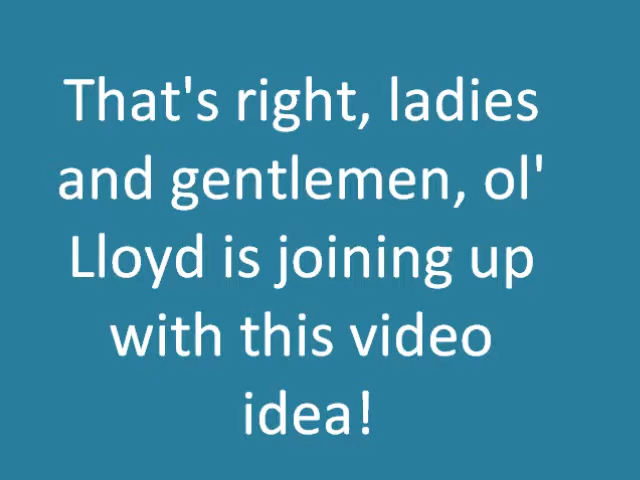 That's right, ladies
and gentlemen, ol'
Lloyd is joining up
with this video
idea!